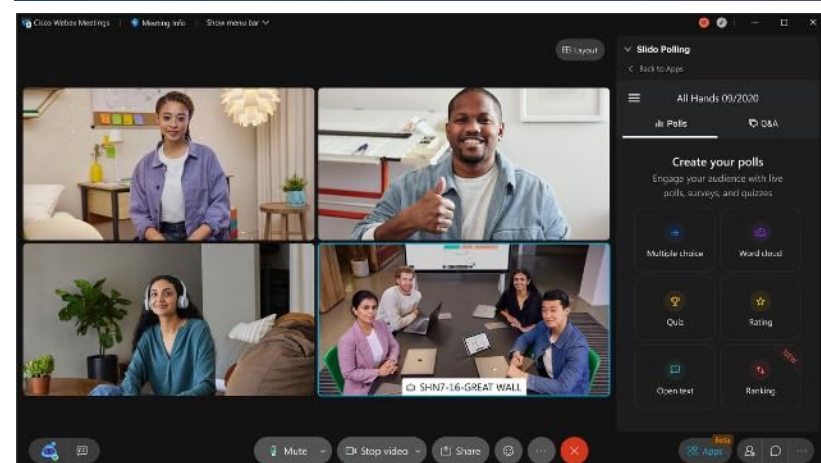 Cisco Webex Meetings
Meeting Info
Show menu bar
Layout
Slido Polling
Back to Apps
All Hands 09/2020
Polls
Q&A
Create your polls
Engage your audience with live
polls, surveys, and quizzes
Multiple choice
Word cloud
Quiz
Rating
NEW
Open text
Ranking
SHN7-16-GREAT WALL
Mute
Stop video
Share
Beta
Apps